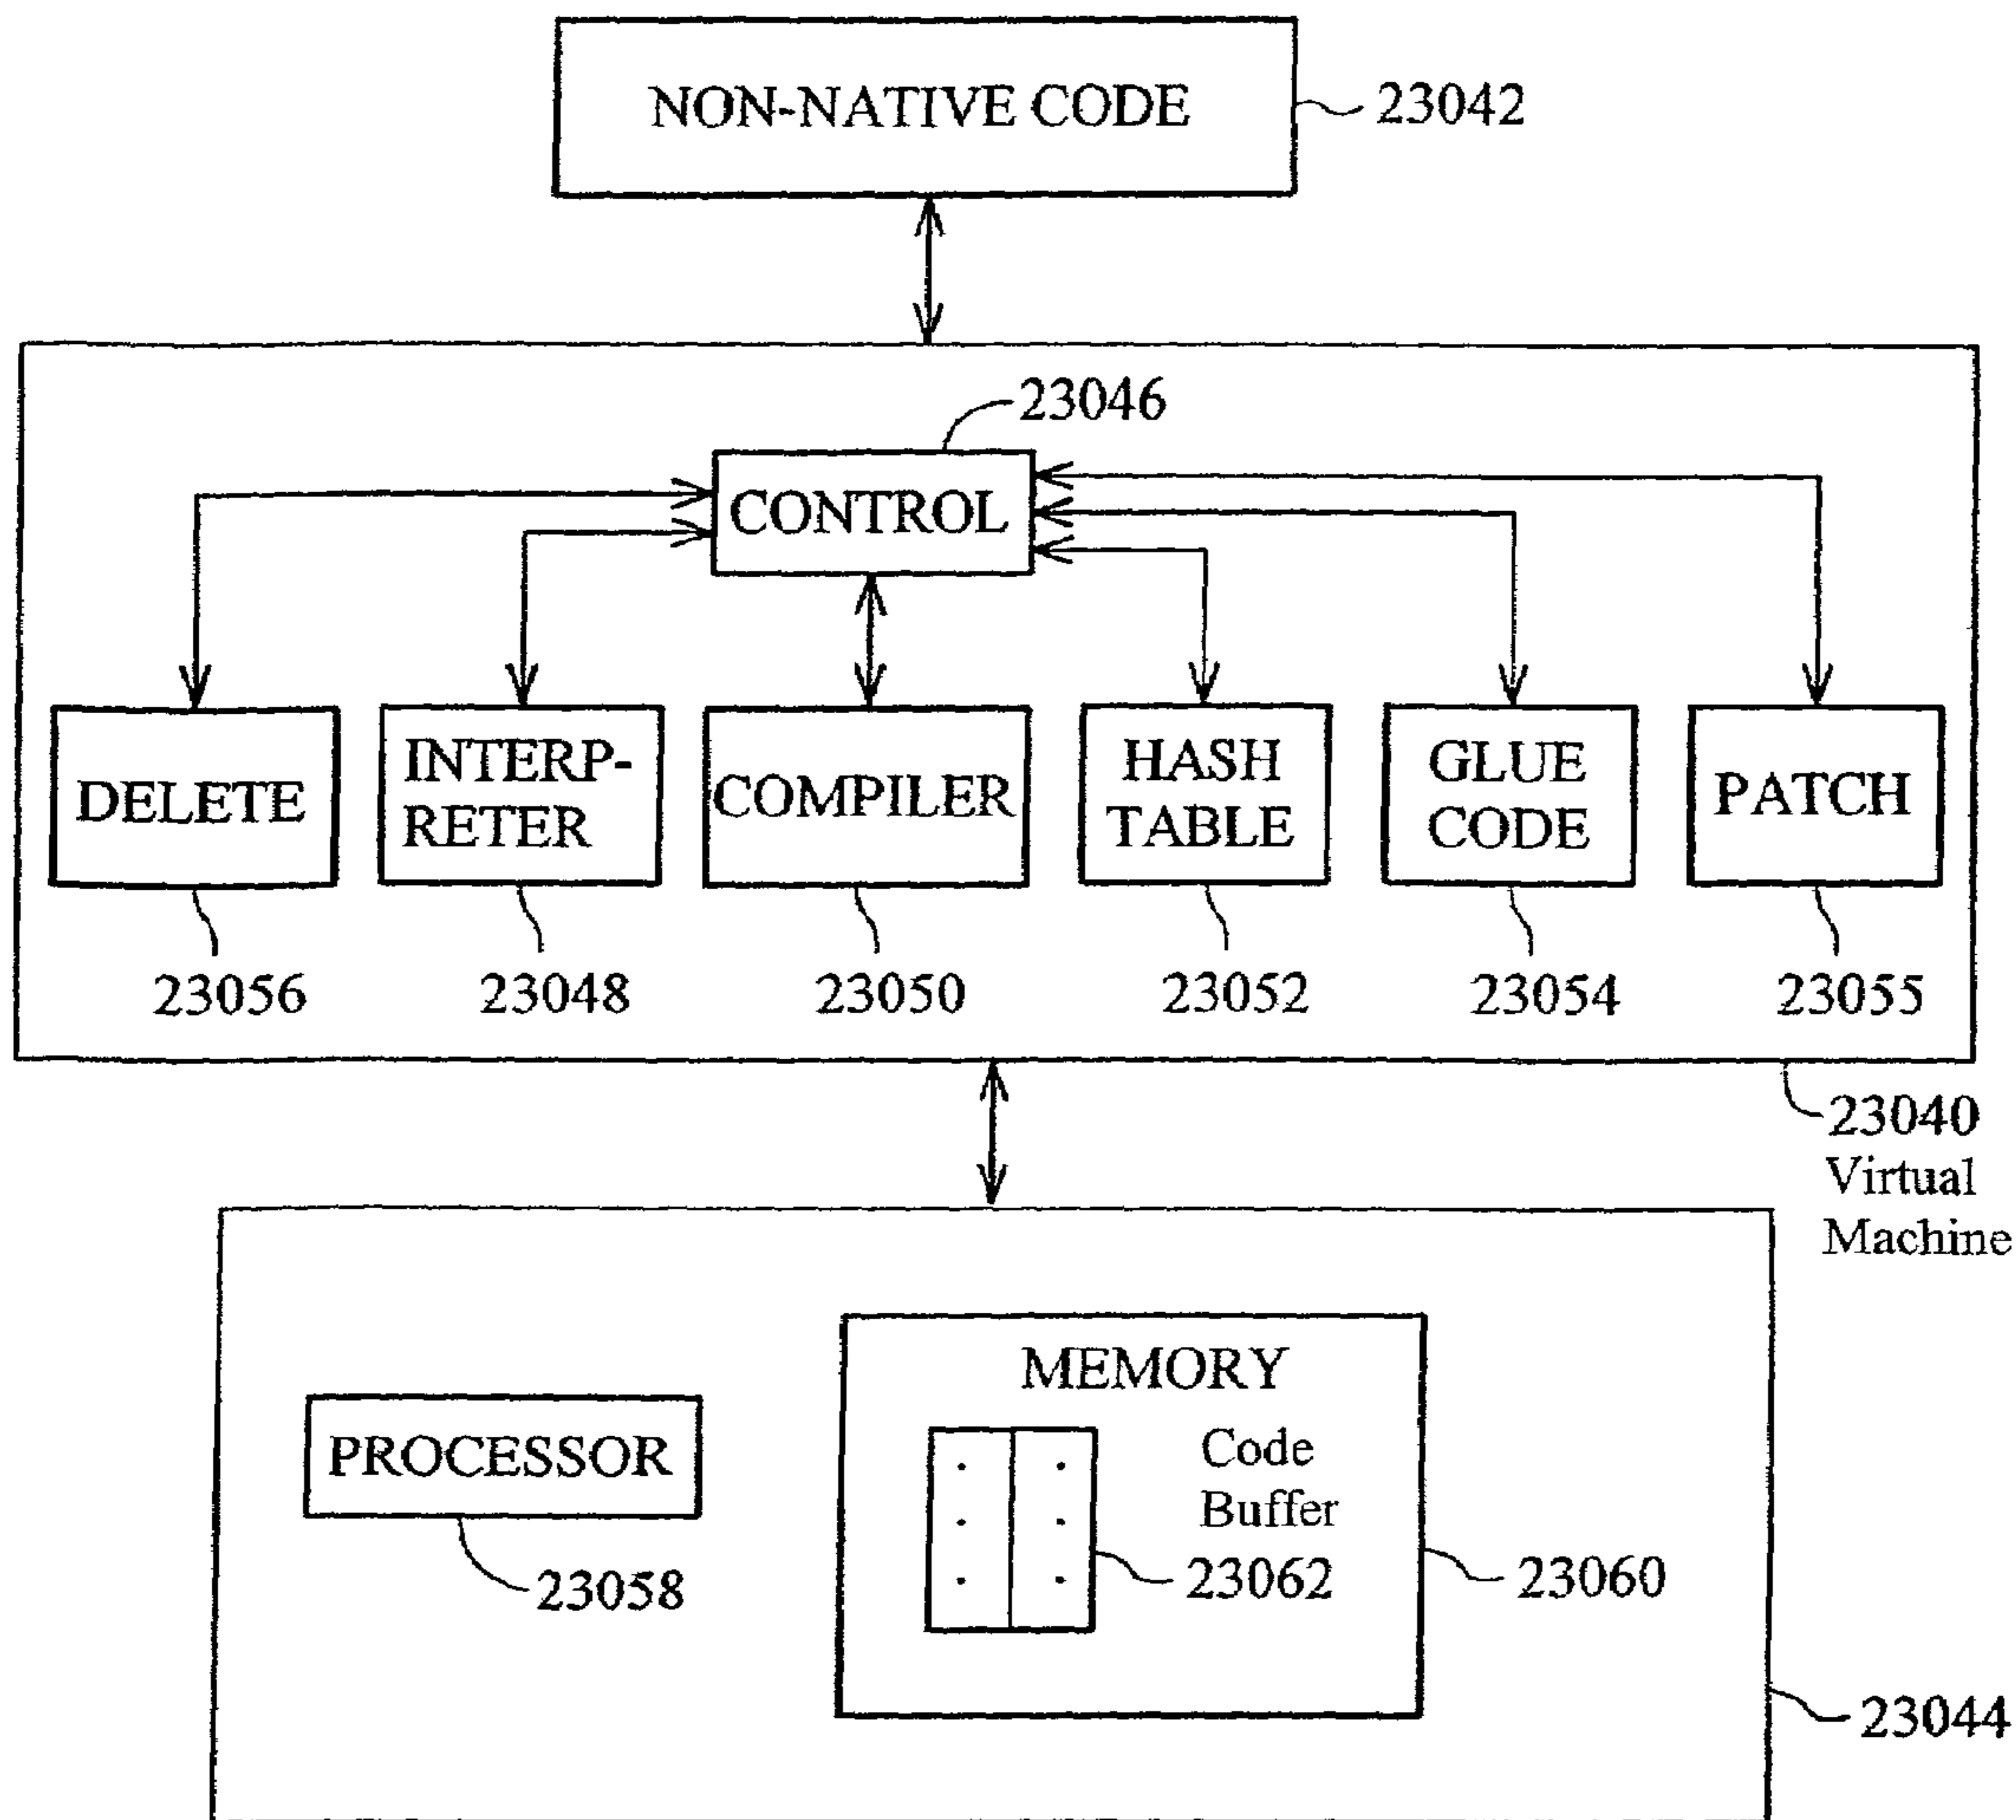 NON-NATIVE CODE
23042
23046
CONTROL
DELETE
INTERP-
RETER
COMPILER
HASH
TABLE
GLUE
CODE
PATCH
23056
23048
23050
23052
23054
23055
23040
Virtual
Machine
MEMORY
PROCESSOR
Code
Buffer
23058
23062
23060
23044